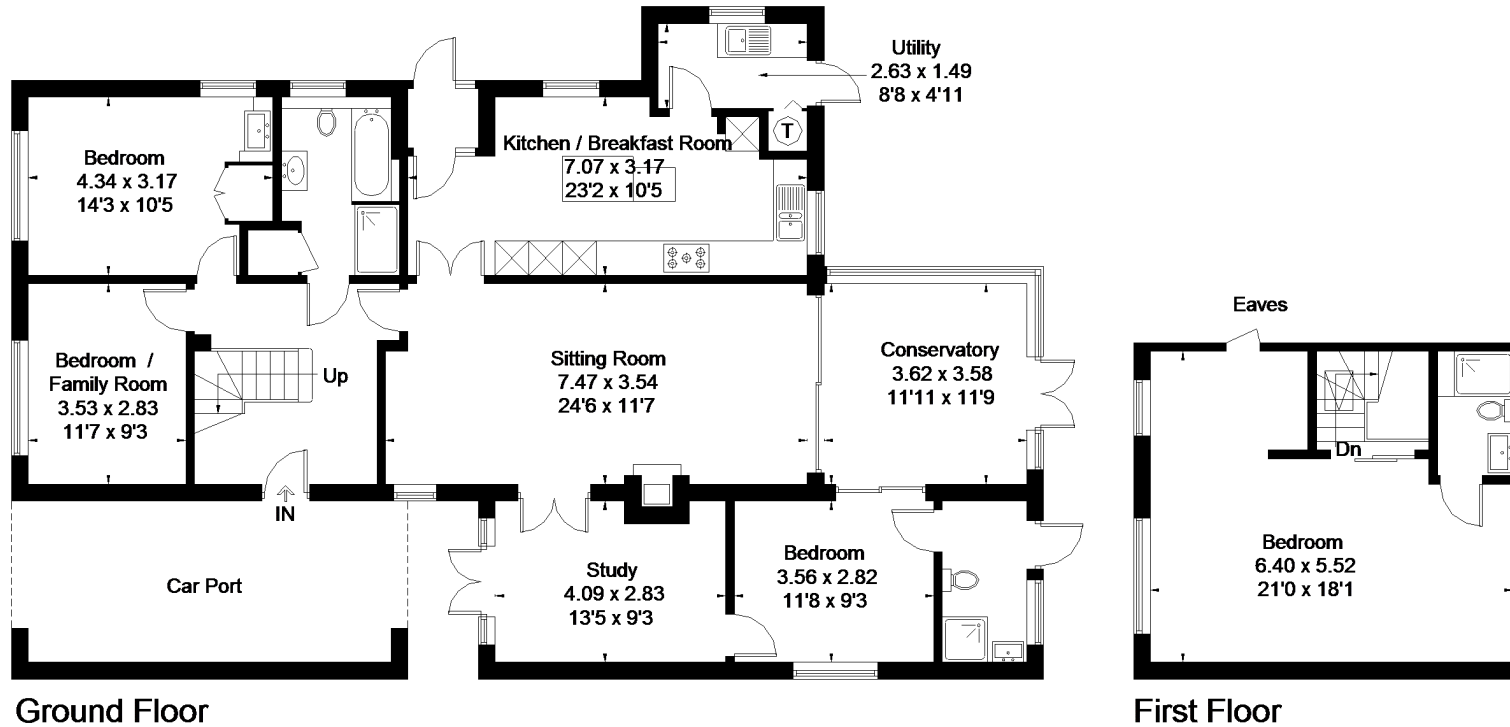 Utility
2.63 x 1.49
8'8 x 4'11
T
Kitchen / Breakfast Room
7.07 x 3.17
23'2 x 10'5
Bedroom
4.34 x 3.17
14'3 x 10'5
Bedroom /
Family Room
3.53 x 2.83
11'7 x 9'3
Up
Sitting Room
7.47 x 3.54
24'6 x 11'7
Conservatory
3.62 x 3.58
11'11 x 11'9
IN
Car Port
Study
4.09 x 2.83
13'5 x 9'3
Bedroom
3.56 x 2.82
11'8 x 9'3
Ground Floor
Eaves
Dn
Bedroom
6.40 x 5.52
21'0 x 18'1
First Floor